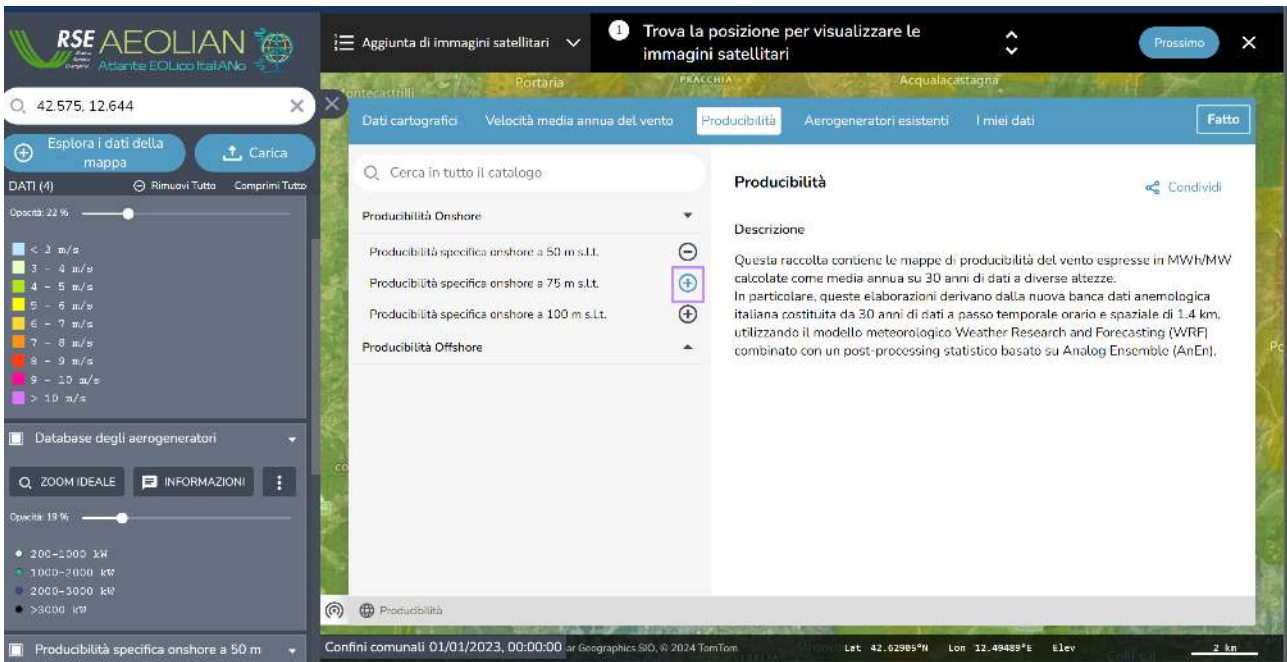 RSE AEOLIAN
Atlante EOLico ItalIANo
Aggiunta di immagini satellitari
1
Trova la posizione per visualizzare le
immagini satellitari
Prossimo
Portaria
PRACCHIA
Acqualacastagna
42.575, 12.644
Esplora i dati della
mappa
Carica
DATI (4)
Rimuovi Tutto
Comprimi Tutto
Opacità: 22 %
< 3 m/s
3 - 4 m/s
4 - 5 m/s
5 - 6 m/s
6 - 7 m/s
7 - 8 m/s
8 - 9 m/s
9 - 10 m/s
> 10 m/s
Database degli aerogeneratori
ZOOM IDEALE
INFORMAZIONI
Opacità: 19 %
200-1000 kW
1000-2000 kW
2000-3000 kW
>3000 kW
Producibilità specifica onshore a 50 m
Dati cartografici
Velocità media annua del vento
Producibilità
Aerogeneratori esistenti
I miei dati
Fatto
Cerca in tutto il catalogo
Producibilità Onshore
Producibilità specifica onshore a 50 m s.l.t.
Producibilità specifica onshore a 75 m s.l.t.
Producibilità specifica onshore a 100 m s.l.t.
Producibilità Offshore
Producibilità
Condividi
Descrizione
Questa raccolta contiene le mappe di producibilità del vento espresse in MWh/MW
calcolate come media annua su 30 anni di dati a diverse altezze.
In particolare, queste elaborazioni derivano dalla nuova banca dati anemologica
italiana costituita da 30 anni di dati a passo temporale orario e spaziale di 1.4 km,
utilizzando il modello meteorologico Weather Research and Forecasting (WRF)
combinato con un post-processing statistico basato su Analog Ensemble (AnEn).
Producibilità
Confini comunali 01/01/2023, 00:00:00 ar Geographics SIO, © 2024 TomTom
Lat 42.62905°N Lon 12.49489°E Elev
2 km